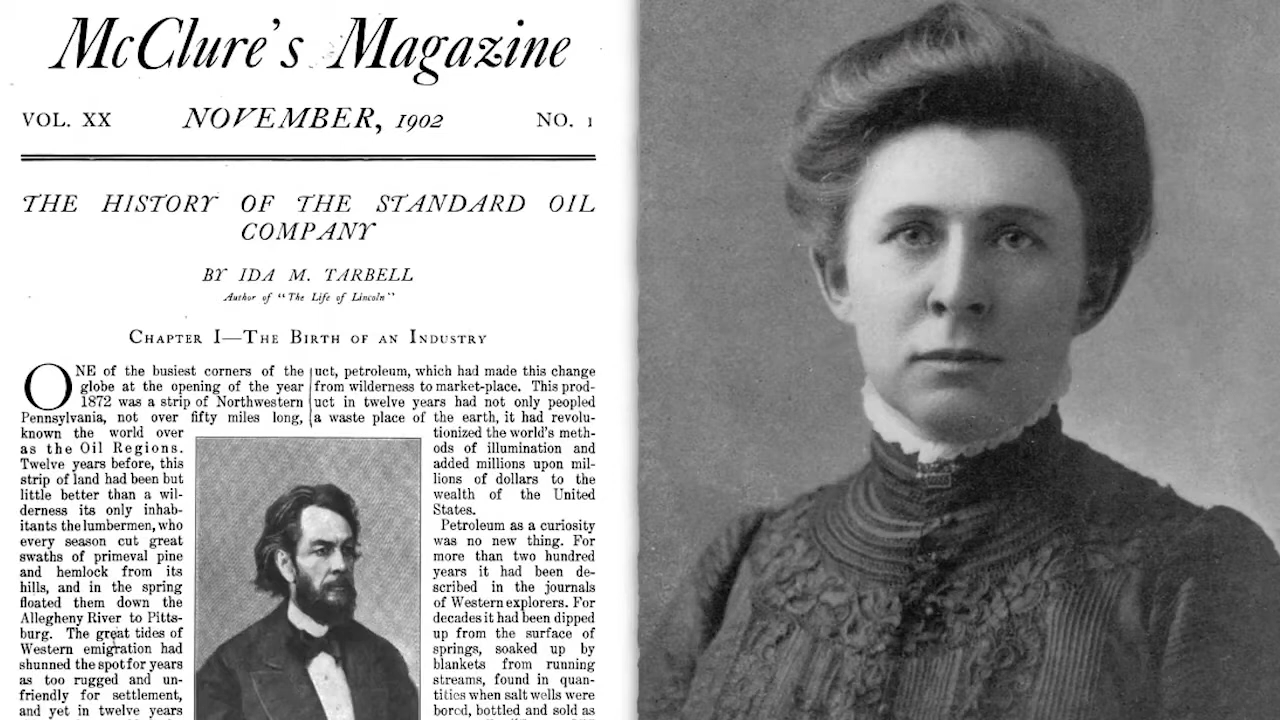 McClure's Magazine
VOL. XX NOVEMBER, 1902 NO. 1
THE HISTORY OF THE STANDARD OIL
COMPANY
BY IDA M. TARBELL
Author of "The Life of Lincoln"
CHAPTER I—THE BIRTH OF AN INDUSTRY
ONE of the busiest corners of the
globe at the opening of the year
1872 was a strip of Northwestern
Pennsylvania, not over fifty miles long,
known the world over
as the Oil Regions.
Twelve years before, this
strip of land had been but
little better than a wil-
derness its only inhab-
itants the lumbermen, who
every season cut great
swaths of primeval pine
and hemlock from its
hills, and in the spring
floated them down the
Allegheny River to Pitts-
burg. The great tides of
Western emigration had
shunned the spot for years
as too rugged and un-
friendly for settlement,
and yet in twelve years
uct, petroleum, which had made this change
from wilderness to market-place. This prod-
uct in twelve years had not only peopled
a waste place of the earth, it had revolu-
tionized the world's meth-
ods of illumination and
added millions upon mil-
lions of dollars to the
wealth of the United
States.
Petroleum as a curiosity
was no new thing. For
more than two hundred
years it had been de-
scribed in the journals
of Western explorers. For
decades it had been dipped
up from the surface of
springs, soaked up by
blankets from running
streams, found in quan-
tities when salt wells were
bored, bottled and sold as